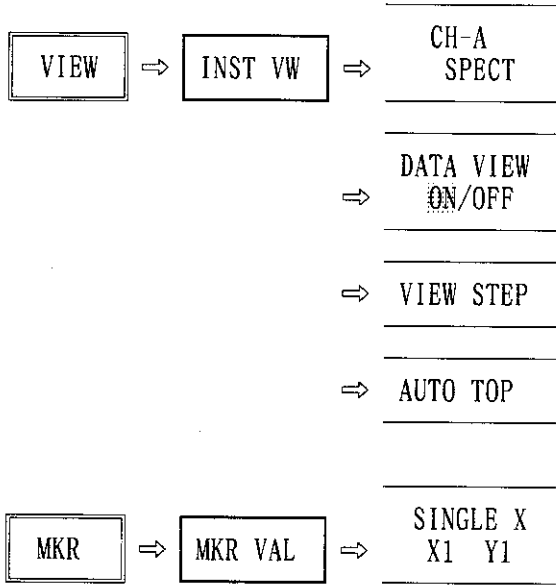 VIEW ⇨ INST VW ⇨ CH-A
SPECT
⇨ DATA VIEW
ON/OFF
⇨ VIEW STEP
⇨ AUTO TOP
MKR ⇨ MKR VAL ⇨ SINGLE X
X1 Y1